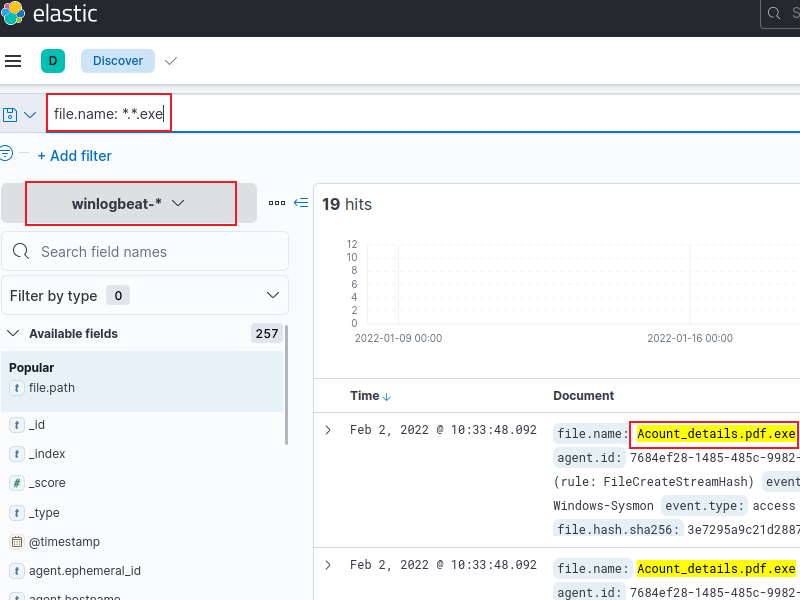 elastic
S
D Discover
file.name: *.*.exe
+ Add filter
winlogbeat-*
19 hits
Search field names
Filter by type 0
Available fields 257
Popular
t file.path
t _id
t _index
# _score
t _type
@timestamp
t agent.ephemeral_id
t agent.hostname
12
10
8
6
4
2
0
2022-01-09 00:00
2022-01-16 00:00
Time Document
Feb 2, 2022 @ 10:33:48.092 file.name: Acount_details.pdf.exe
agent.id: 7684ef28-1485-485c-9982-
(rule: FileCreateStreamHash) event
Windows-Sysmon event.type: access
file.hash.sha256: 3e7295a9c21d2887
Feb 2, 2022 @ 10:33:48.092 file.name: Acount_details.pdf.exe
agent.id: 7684ef28-1485-485c-9982-